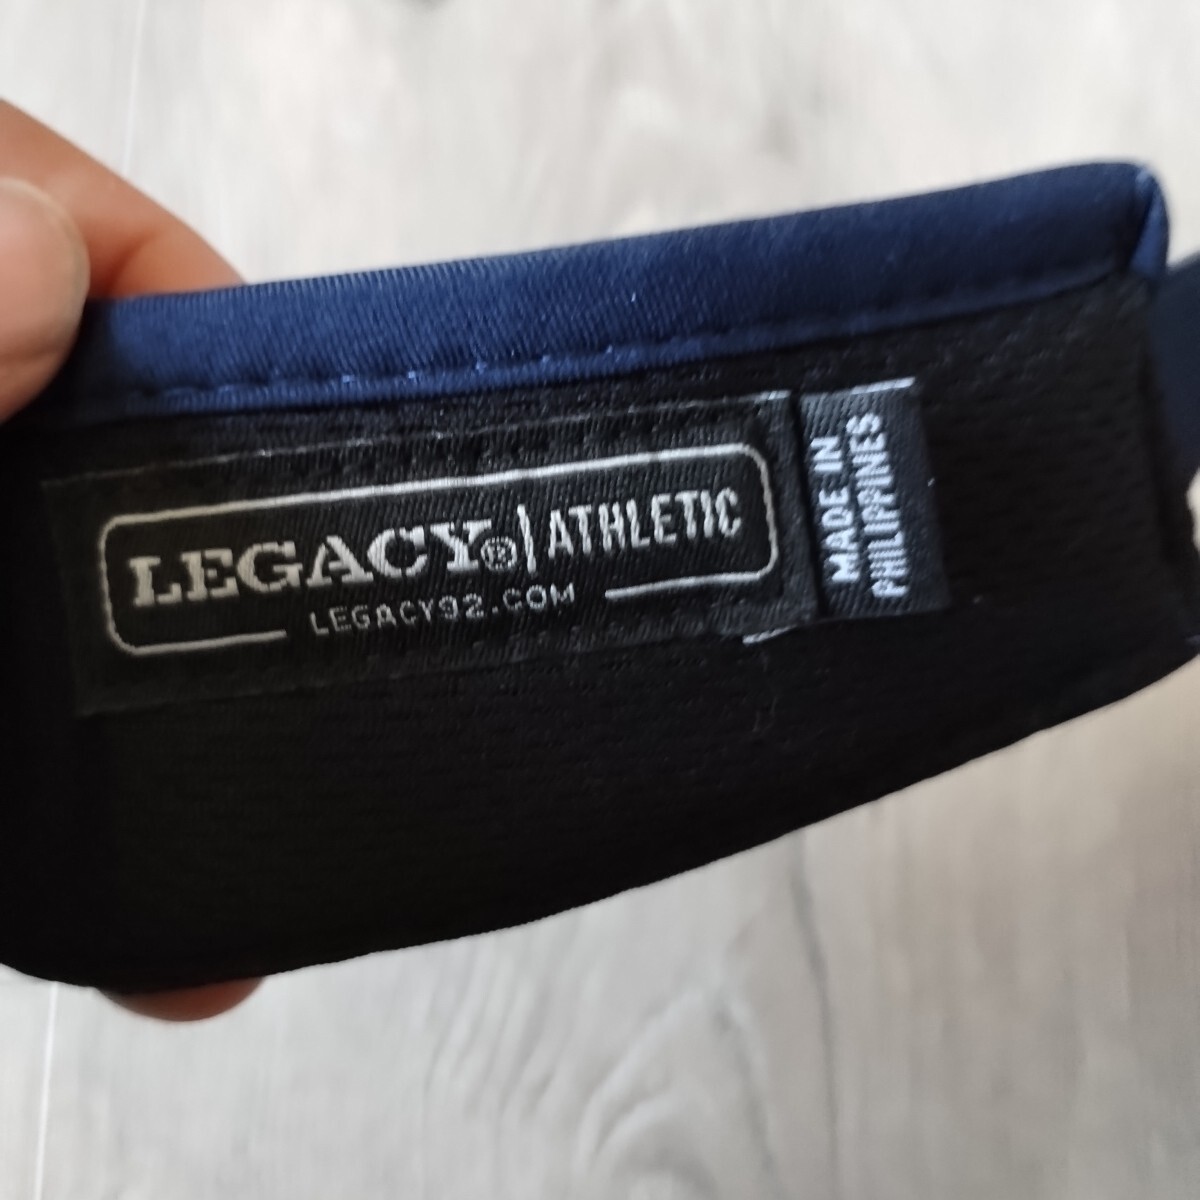 LEGACY® | ATHLETIC
LEGACY92.COM
MADE IN
PHILIPPINES